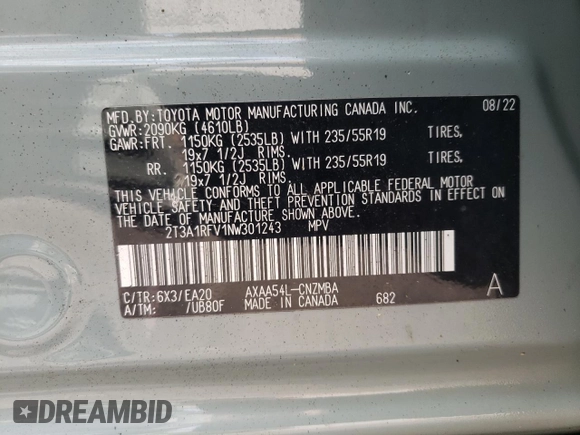 MFD.BY:TOYOTA MOTOR MANUFACTURING CANADA INC. 08/22
GVWR:2090KG (4610LB)
GAWR:FRT. 1150KG (2535LB) WITH 235/55R19 TIRES,
19x7 1/2J RIMS.
RR. 1150KG (2535LB) WITH 235/55R19 TIRES,
19x7 1/2J RIMS.
THIS VEHICLE CONFORMS TO ALL APPLICABLE FEDERAL MOTOR
VEHICLE SAFETY AND THEFT PREVENTION STANDARDS IN EFFECT ON
THE DATE OF MANUFACTURE SHOWN ABOVE.
2T3A1RFV1NW301243 MPV
C/TR:6X3/EA20 AXAA54L-CNZMBA
A/TM: /UB80F MADE IN CANADA 682 A
DREAMBID